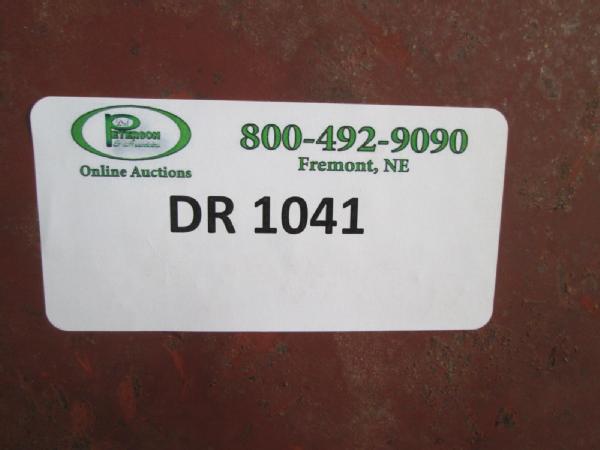 PETERSON
Online Auctions
800-492-9090
Fremont, NE
DR 1041